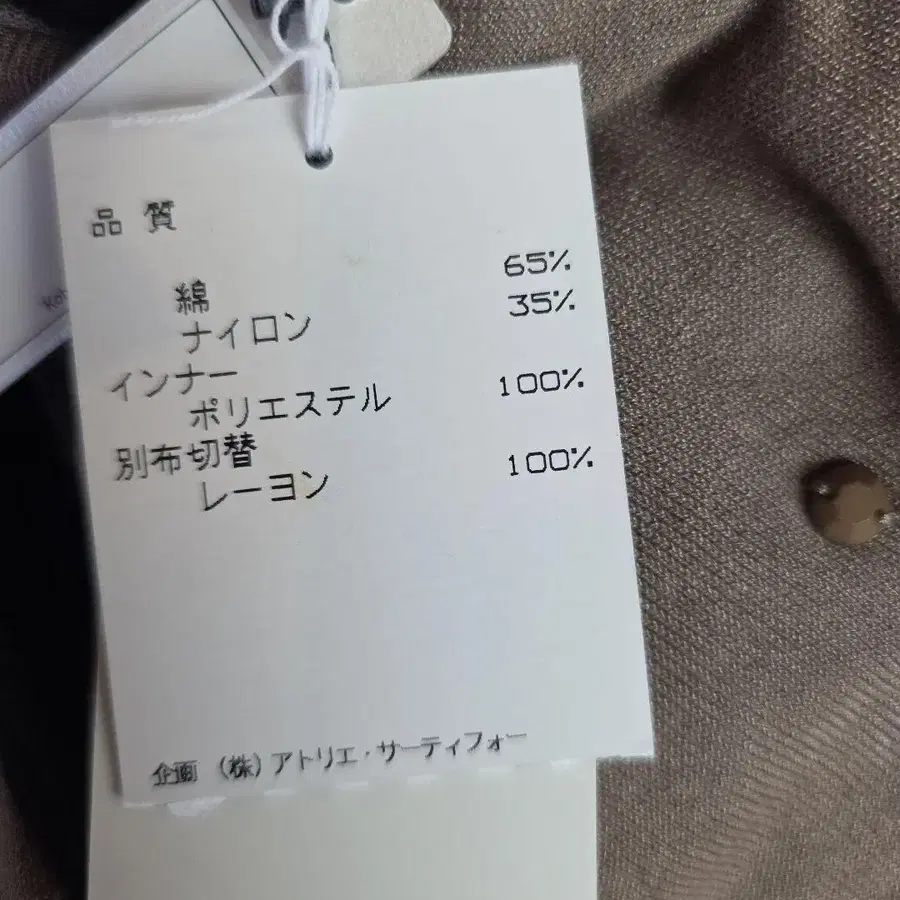 品 質
65%
綿 35%
ナイロン
インナー
ポリエステル 100%
別布切替
レーヨン 100%
企画 (株)アトリエ・サーティフォー